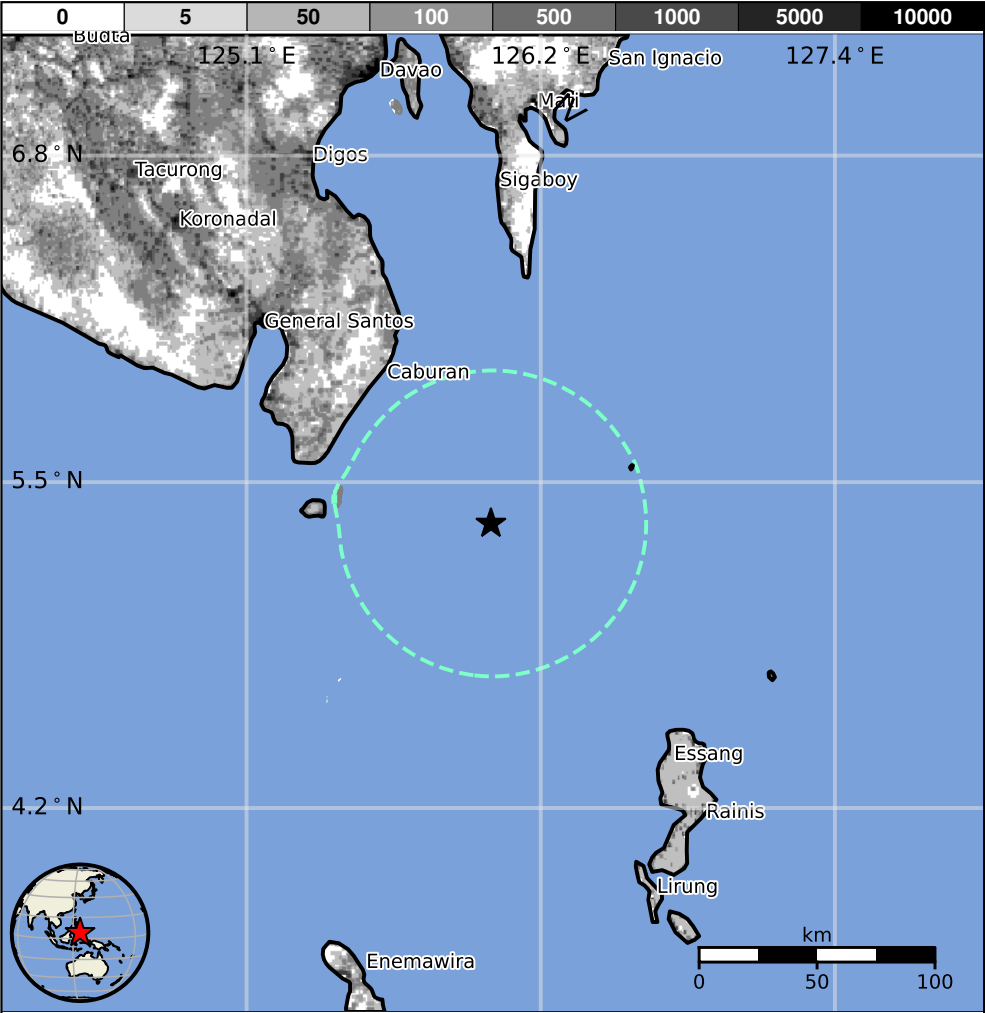 0 5 50 100 500 1000 5000 10000
Budta
125.1°E 126.2°E 127.4°E
San Ignacio
Davao
Mati
6.8°N
Digos
Tacurong
Sigaboy
Koronadal
General Santos
Caburan
5.5°N
Essang
4.2°N
Rainis
Lirung
km
Enemawira
0 50 100